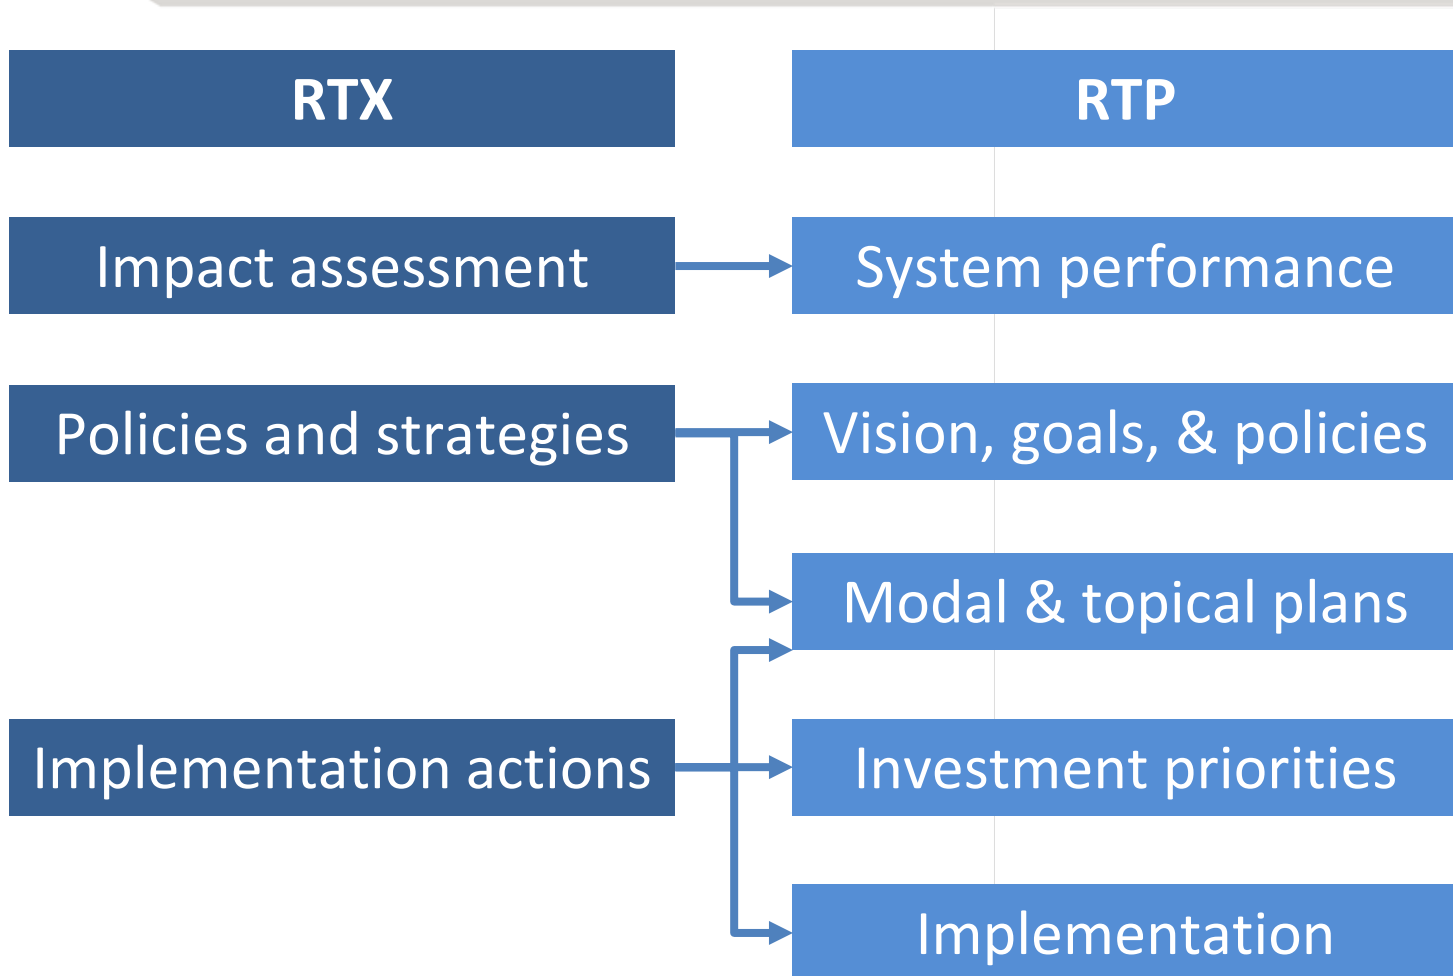 RTX
RTP
Impact assessment
System performance
Policies and strategies
Vision, goals, & policies
Modal & topical plans
Implementation actions
Investment priorities
Implementation